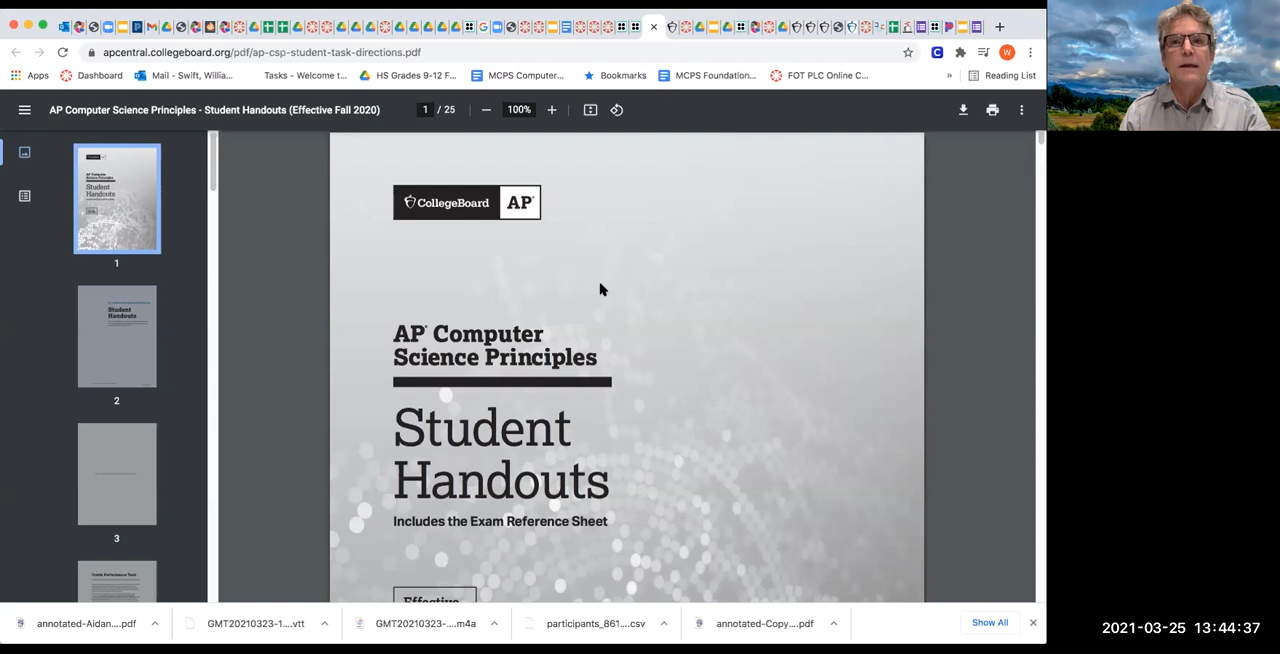 apcentral.collegeboard.org/pdf/ap-csp-student-task-directions.pdf
W
Apps Dashboard Mail - Swift, Willia... Tasks - Welcome t... HS Grades 9-12 F... MCPS Computer... Bookmarks MCPS Foundation... FOT PLC Online C... » Reading List
AP Computer Science Principles - Student Handouts (Effective Fall 2020) 1 / 25 — 100% +
1
2
3
Student
Handouts
CollegeBoard AP®
AP® Computer
Science Principles
Student
Handouts
Includes the Exam Reference Sheet
Effective
annotated-Aidan....pdf GMT20210323-1....vtt GMT20210323-....m4a participants_861....csv annotated-Copy....pdf Show All
2021-03-25 13:44:37